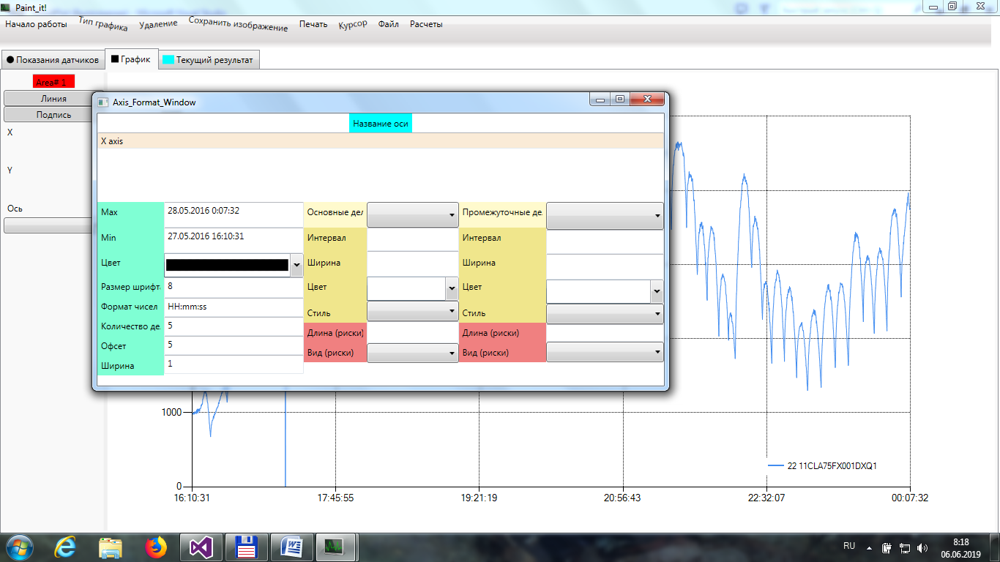 Paint_it!
Начало работы Тип графика Удаление Сохранить изображение Печать Курсор Файл Расчеты
Показания датчиков График Текущий результат
Area# 1
Линия
Подпись
X
Y
Ось
Axis_Format_Window
Название оси
X axis
Max 28.05.2016 0:07:32 Основные дел Промежуточные де
Min 27.05.2016 16:10:31 Интервал Интервал
Ширина Ширина
Цвет Цвет Цвет
Размер шрифта 8
Формат чисел HH:mm:ss Стиль Стиль
Количество де 5 Длина (риски) Длина (риски)
Офсет 5 Вид (риски) Вид (риски)
Ширина 1
1000
0
22 11CLA75FX001DXQ1
16:10:31 17:45:55 19:21:19 20:56:43 22:32:07 00:07:32
RU 8:18
06.06.2019